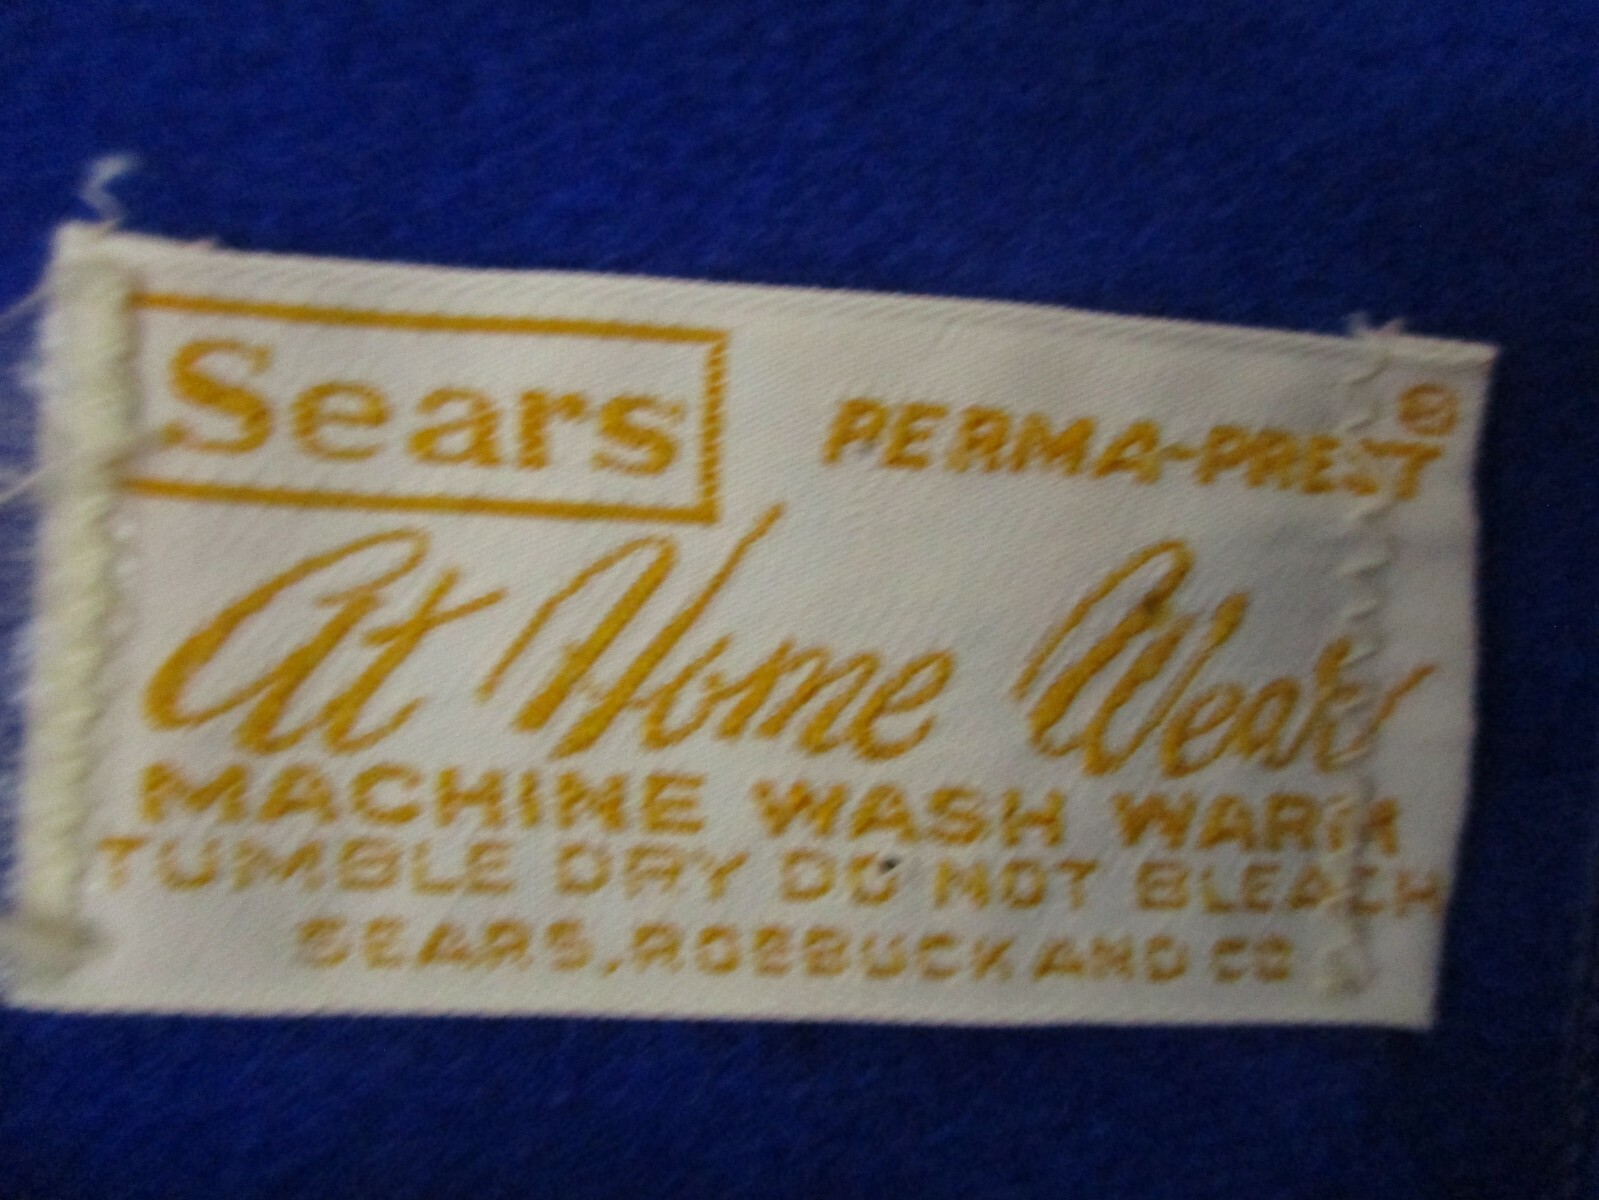 Sears PERMA-PREST®
At Home Wear
MACHINE WASH WARM
TUMBLE DRY DO NOT BLEACH
SEARS, ROEBUCK AND CO